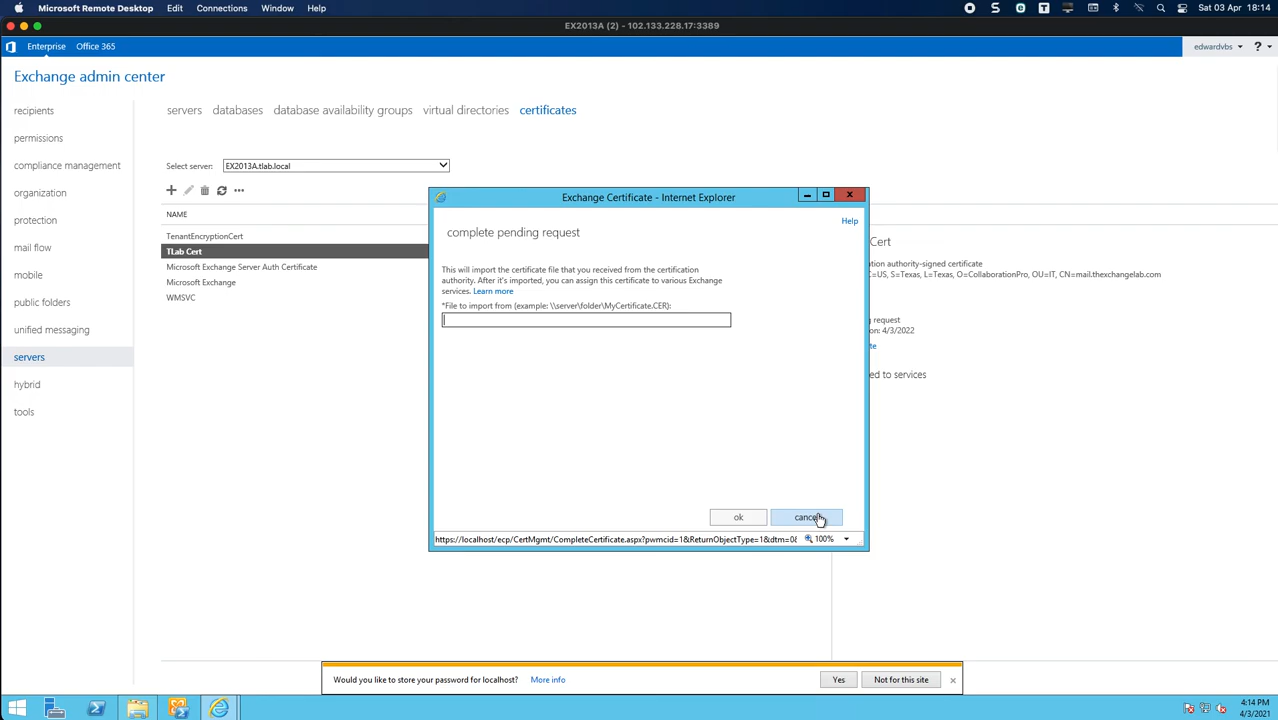 Microsoft Remote Desktop Edit Connections Window Help Sat 03 Apr 18:14
EX2013A (2) - 102.133.228.17:3389
Enterprise Office 365 edwardvbs ?
Exchange admin center
recipients
permissions
compliance management
organization
protection
mail flow
mobile
public folders
unified messaging
servers
hybrid
tools
servers databases database availability groups virtual directories certificates
Select server: EX2013A.tlab.local
NAME
TenantEncryptionCert
TLab Cert
Microsoft Exchange Server Auth Certificate
Microsoft Exchange
WMSVC
Exchange Certificate - Internet Explorer
Help
complete pending request
This will import the certificate file that you received from the certification
authority. After it's imported, you can assign this certificate to various Exchange
services. Learn more
*File to import from (example: \\server\folder\MyCertificate.CER):
ok
https://localhost/ecp/CertMgmt/CompleteCertificate.aspx?pwmcid=1&ReturnObjectType=1&dtm=0
100%
Cert
ation authority-signed certificate
=US, S=Texas, L=Texas, O=CollaborationPro, OU=IT, CN=mail.thexchangelab.com
g request
on: 4/3/2022
te
ed to services
Would you like to store your password for localhost? More info Yes Not for this site
4:14 PM
4/3/2021